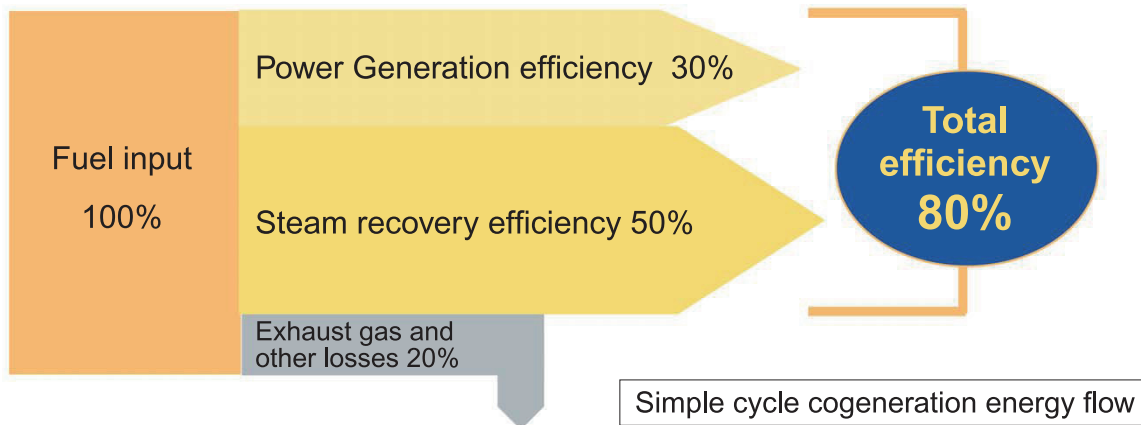 Fuel input
100%
Power Generation efficiency 30%
Steam recovery efficiency 50%
Exhaust gas and
other losses 20%
Total
efficiency
80%
Simple cycle cogeneration energy flow